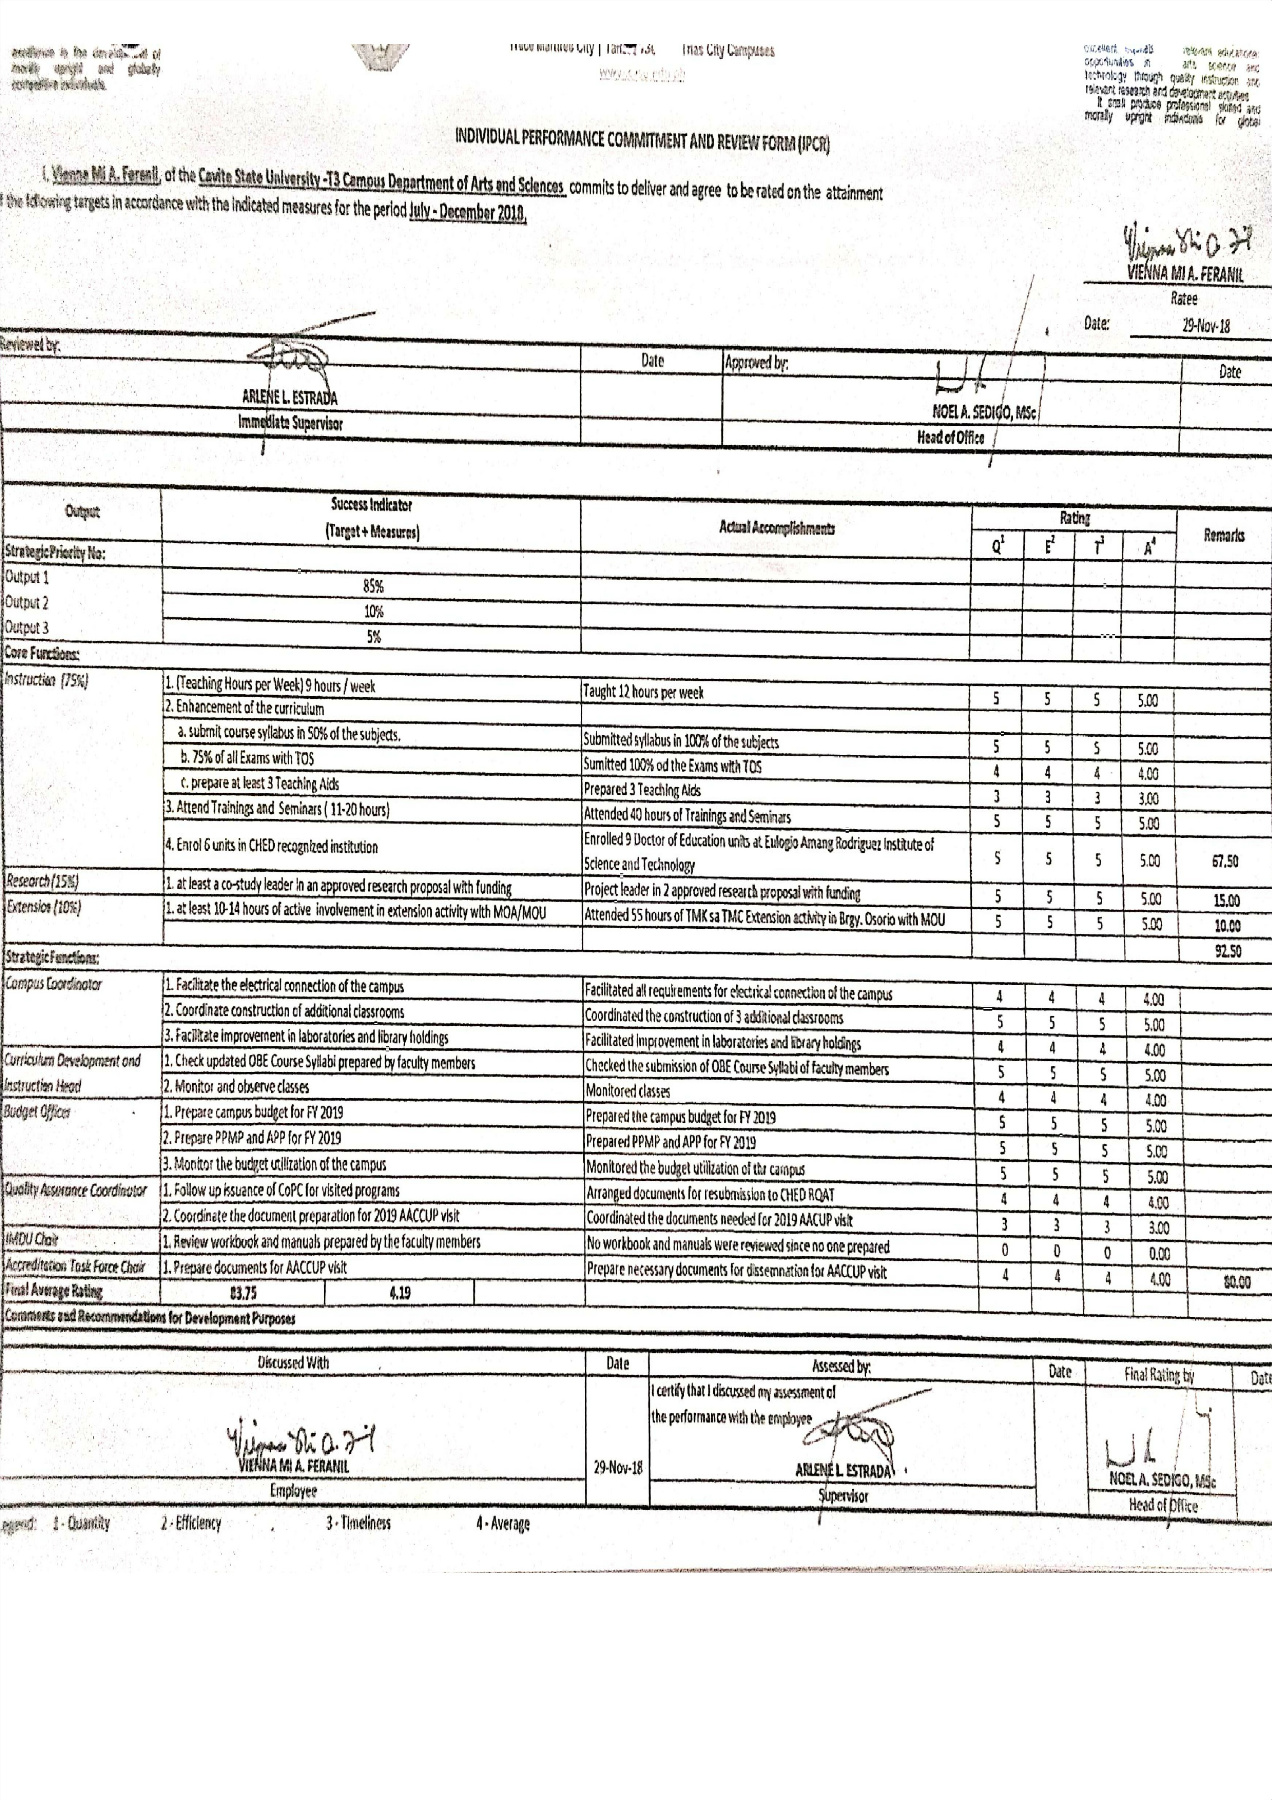 excellence in the development of
morally upright and globally
competitive individuals.
Trias City Campuses
excellent relevant educational
opportunities in arts science and
technology through quality instruction and
relevant research and development activities
It shall produce professional skilled and
morally upright individuals for global
INDIVIDUAL PERFORMANCE COMMITMENT AND REVIEW FORM (IPCR)
I, Vienna Mi A. Feranil, of the Cavite State University -T3 Campus Department of Arts and Sciences commits to deliver and agree to be rated on the attainment
the following targets in accordance with the indicated measures for the period July - December 2018.
VIENNA MI A. FERANIL
Ratee
Date: 29-Nov-18
Reviewed by: Date Approved by: Date
ARLENE L. ESTRADA NOEL A. SEDIGO, MSc
Immediate Supervisor Head of Office
Output Success Indicator (Target + Measures) Actual Accomplishments Rating Remarks
Q¹ E² T³ A⁴
Strategic Priority No:
Output 1 85%
Output 2 10%
Output 3 5%
Core Functions:
Instruction (75%) 1. (Teaching Hours per Week) 9 hours / week Taught 12 hours per week 5 5 5 5.00
2. Enhancement of the curriculum
a. submit course syllabus in 50% of the subjects. Submitted syllabus in 100% of the subjects 5 5 5 5.00
b. 75% of all Exams with TOS Sumitted 100% od the Exams with TOS 4 4 4 4.00
c. prepare at least 3 Teaching Aids Prepared 3 Teaching Aids 3 3 3 3.00
3. Attend Trainings and Seminars ( 11-20 hours) Attended 40 hours of Trainings and Seminars 5 5 5 5.00
4. Enrol 6 units in CHED recognized institution Enrolled 9 Doctor of Education units at Eulogio Amang Rodriguez Institute of Science and Technology 5 5 5 5.00 67.50
Research (15%) 1. at least a co-study leader in an approved research proposal with funding Project leader in 2 approved research proposal with funding 5 5 5 5.00 15.00
Extension (10%) 1. at least 10-14 hours of active involvement in extension activity with MOA/MOU Attended 55 hours of TMK sa TMC Extension activity in Brgy. Osorio with MOU 5 5 5 5.00 10.00
92.50
Strategic Functions:
Campus Coordinator 1. Facilitate the electrical connection of the campus Facilitated all requirements for electrical connection of the campus 4 4 4 4.00
2. Coordinate construction of additional classrooms Coordinated the construction of 3 additional classrooms 5 5 5 5.00
3. Facilitate improvement in laboratories and library holdings Facilitated improvement in laboratories and library holdings 4 4 4 4.00
Curriculum Development and Instruction Head 1. Check updated OBE Course Syllabi prepared by faculty members Checked the submission of OBE Course Syllabi of faculty members 5 5 5 5.00
2. Monitor and observe classes Monitored classes 4 4 4 4.00
Budget Officer 1. Prepare campus budget for FY 2019 Prepared the campus budget for FY 2019 5 5 5 5.00
2. Prepare PPMP and APP for FY 2019 Prepared PPMP and APP for FY 2019 5 5 5 5.00
3. Monitor the budget utilization of the campus Monitored the budget utilization of the campus 5 5 5 5.00
Quality Assurance Coordinator 1. Follow up issuance of CoPC for visited programs Arranged documents for resubmission to CHED RQAT 4 4 4 4.00
2. Coordinate the document preparation for 2019 AACCUP visit Coordinated the documents needed for 2019 AACUP visit 3 3 3 3.00
IMDU Chair 1. Review workbook and manuals prepared by the faculty members No workbook and manuals were reviewed since no one prepared 0 0 0 0.00
Accreditation Task Force Chair 1. Prepare documents for AACCUP visit Prepare necessary documents for dissemnation for AACCUP visit 4 4 4 4.00 80.00
Final Average Rating 83.75 4.19
Comments and Recommendations for Development Purposes
Discussed With Date Assessed by: Date Final Rating by Date
I certify that I discussed my assessment of
the performance with the employee
VIENNA MI A. FERANIL 29-Nov-18 ARLENE L. ESTRADA NOEL A. SEDIGO, MSc
Employee Supervisor Head of Office
1 - Quantity 2 - Efficiency 3 - Timeliness 4 - Average